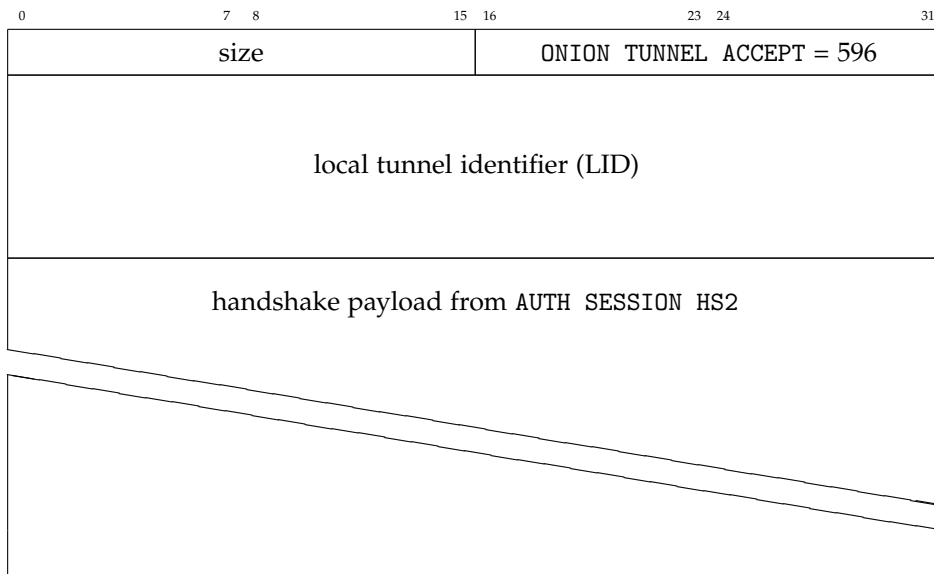 0 7 8 15 16 23 24 31
size ONION TUNNEL ACCEPT = 596
local tunnel identifier (LID)
handshake payload from AUTH SESSION HS2